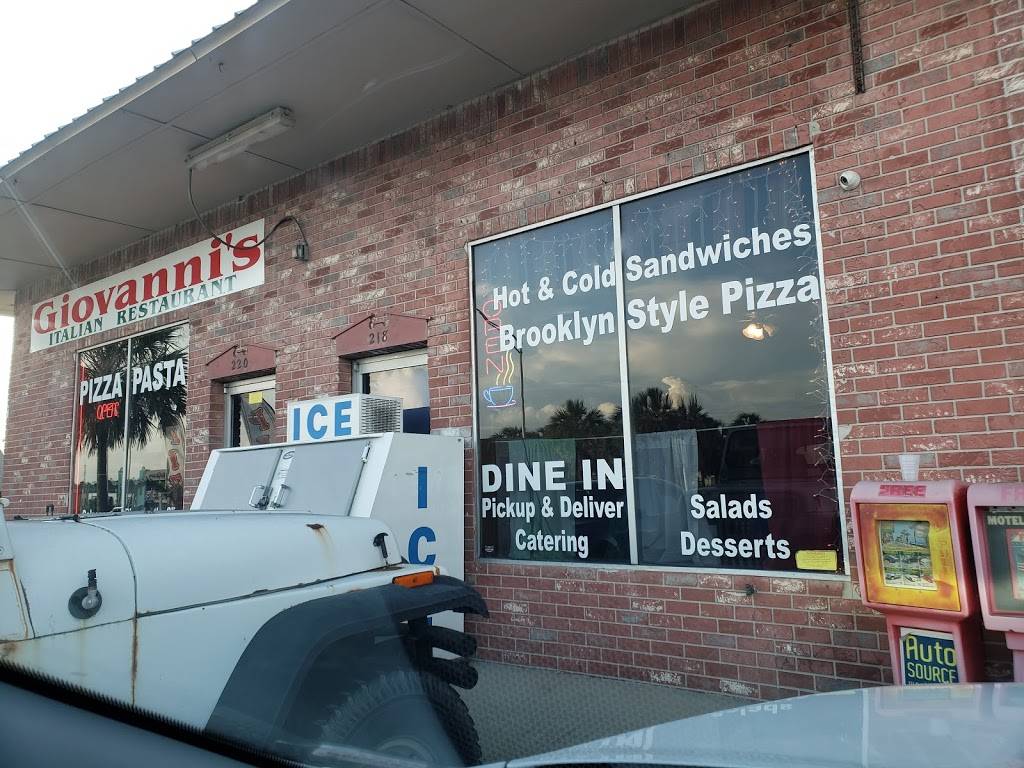 Giovanni's
ITALIAN RESTAURANT
PIZZA PASTA
OPEN
220
218
ICE
ICE
Hot & Cold Sandwiches
Brooklyn Style Pizza
DINE IN
Pickup & Deliver
Catering
Salads
Desserts
FREE
MOTEL
Auto
SOURCE